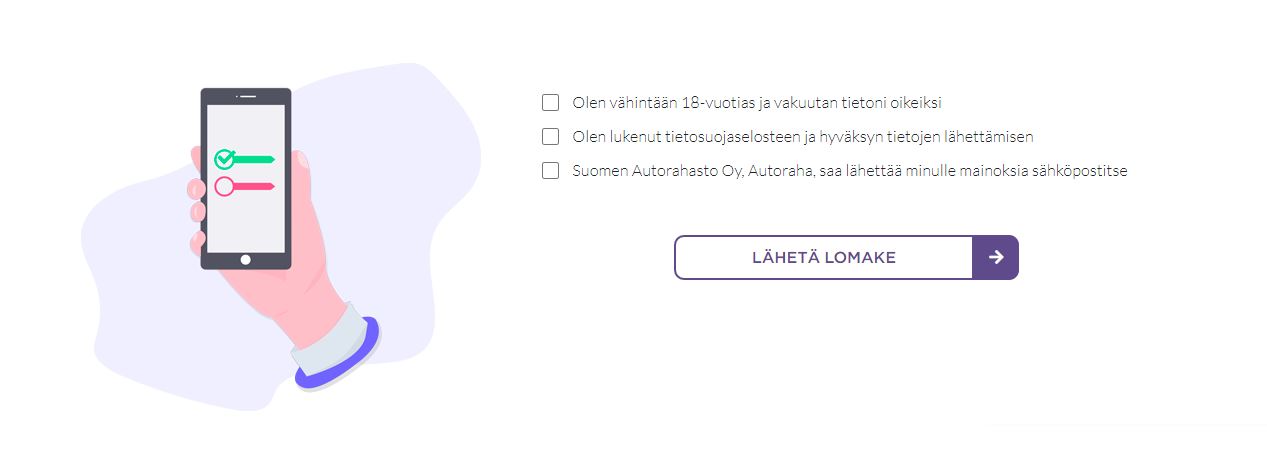 Olen vähintään 18-vuotias ja vakuutan tietoni oikeiksi
Olen lukenut tietosuojaselosteen ja hyväksyn tietojen lähettämisen
Suomen Autorahasto Oy, Autoraha, saa lähettää minulle mainoksia sähköpostitse
LÄHETÄ LOMAKE